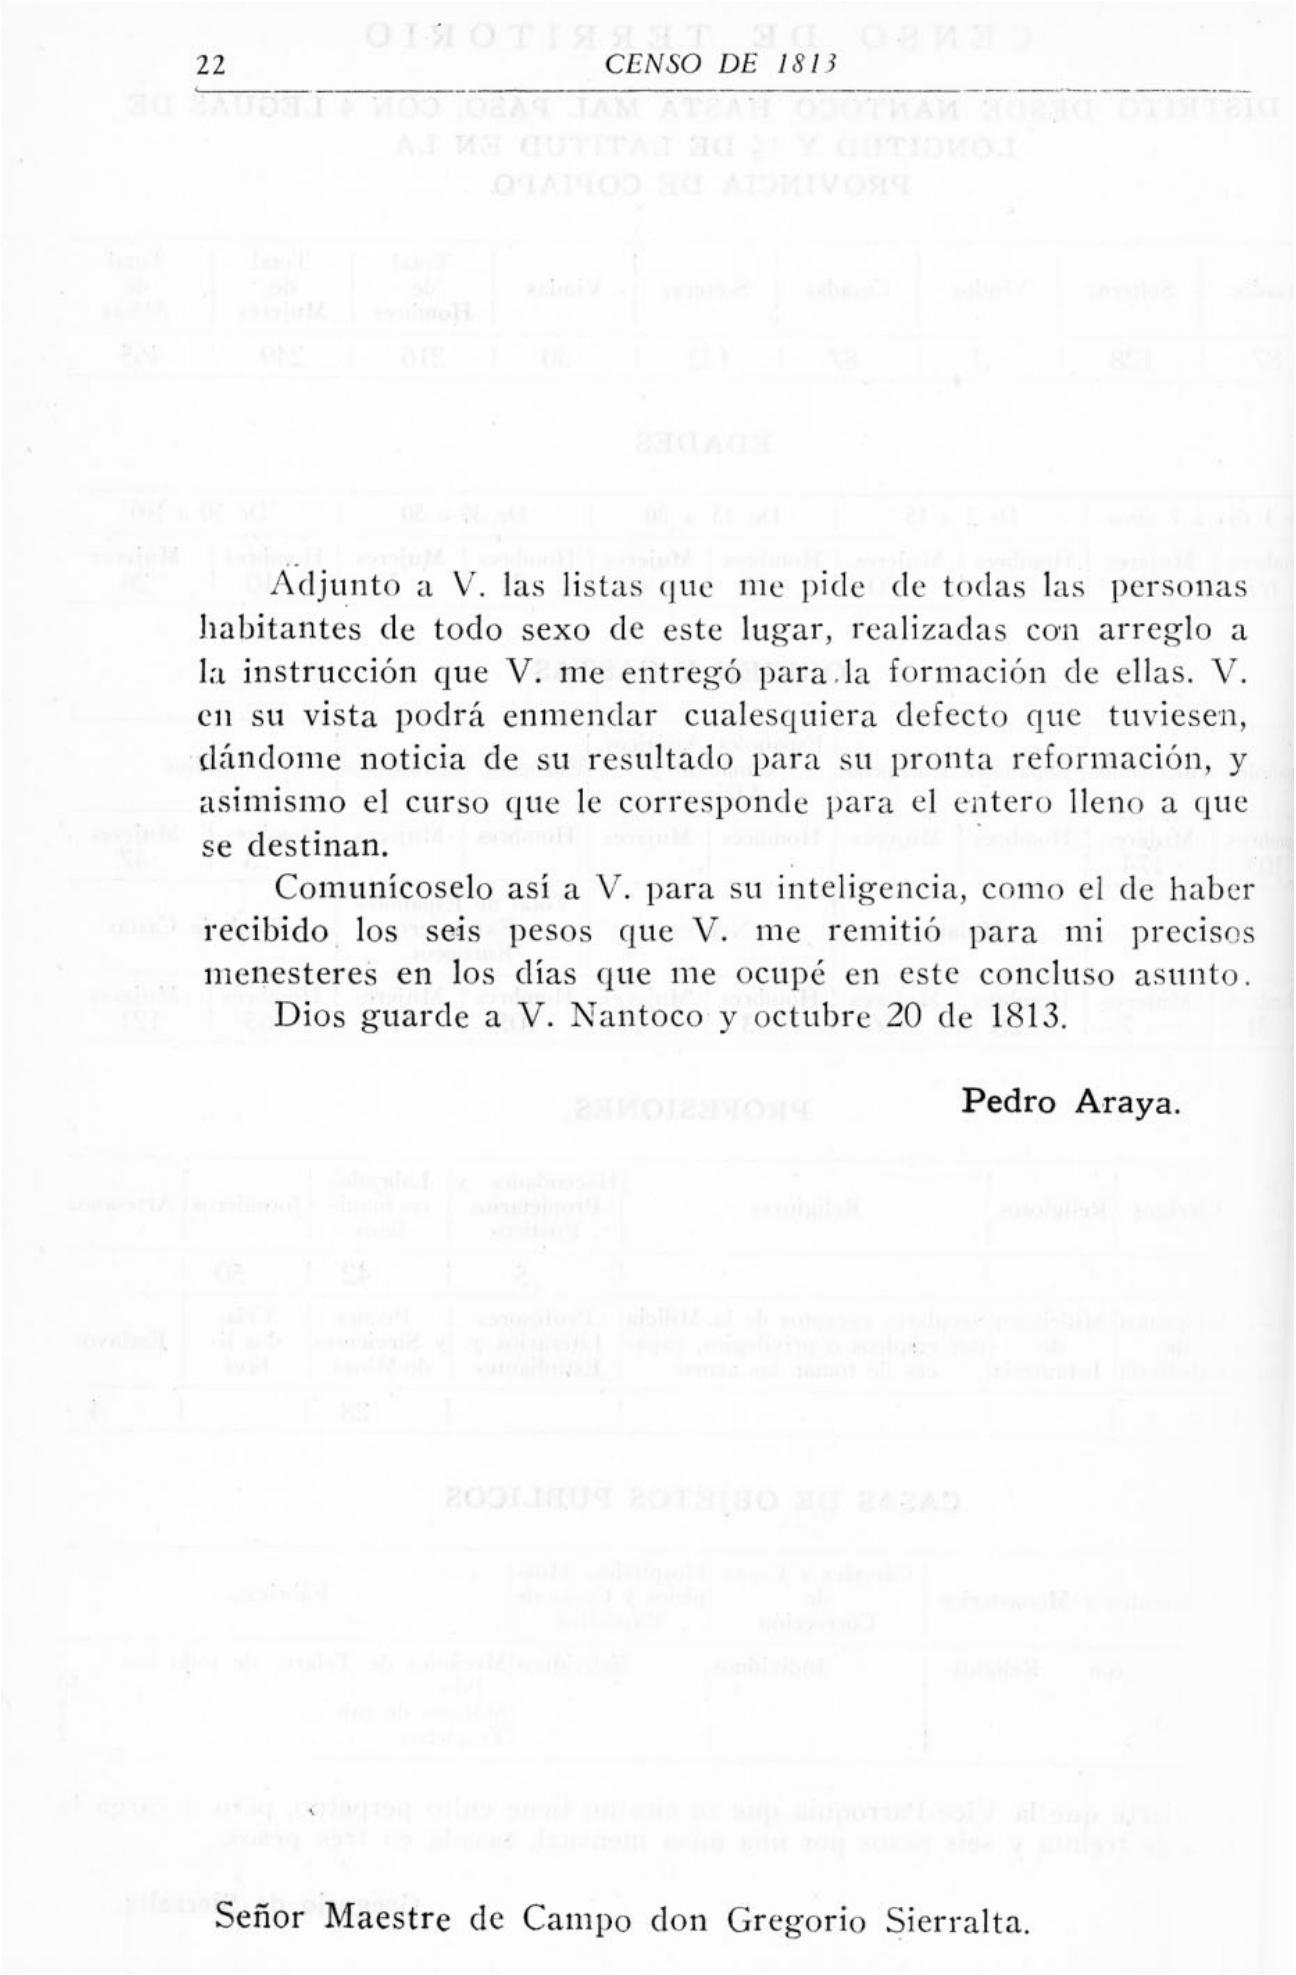 22 CENSO DE 1813
Adjunto a V. las listas que me pide de todas las personas
habitantes de todo sexo de este lugar, realizadas con arreglo a
la instrucción que V. me entregó para la formación de ellas. V.
en su vista podrá enmendar cualesquiera defecto que tuviesen,
dándome noticia de su resultado para su pronta reformación, y
asimismo el curso que le corresponde para el entero lleno a que
se destinan.
Comunícoselo así a V. para su inteligencia, como el de haber
recibido los seis pesos que V. me remitió para mi precisos
menesteres en los días que me ocupé en este concluso asunto.
Dios guarde a V. Nantoco y octubre 20 de 1813.
Pedro Araya.
Señor Maestre de Campo don Gregorio Sierralta.